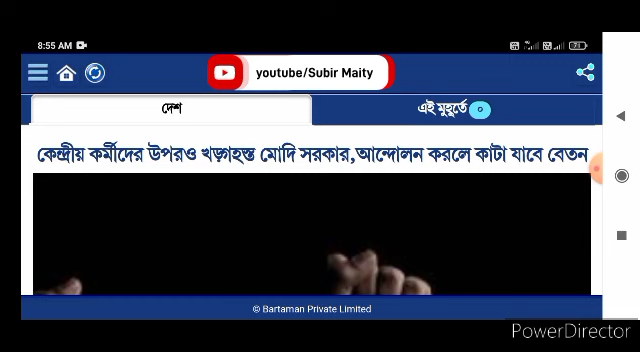 8:55 AM
youtube/Subir Maity
দেশ
এই মুহূর্তে ০
কেন্দ্রীয় কর্মীদের উপরও খড়্গহস্ত মোদি সরকার,আন্দোলন করলে কাটা যাবে বেতন
© Bartaman Private Limited
PowerDirector